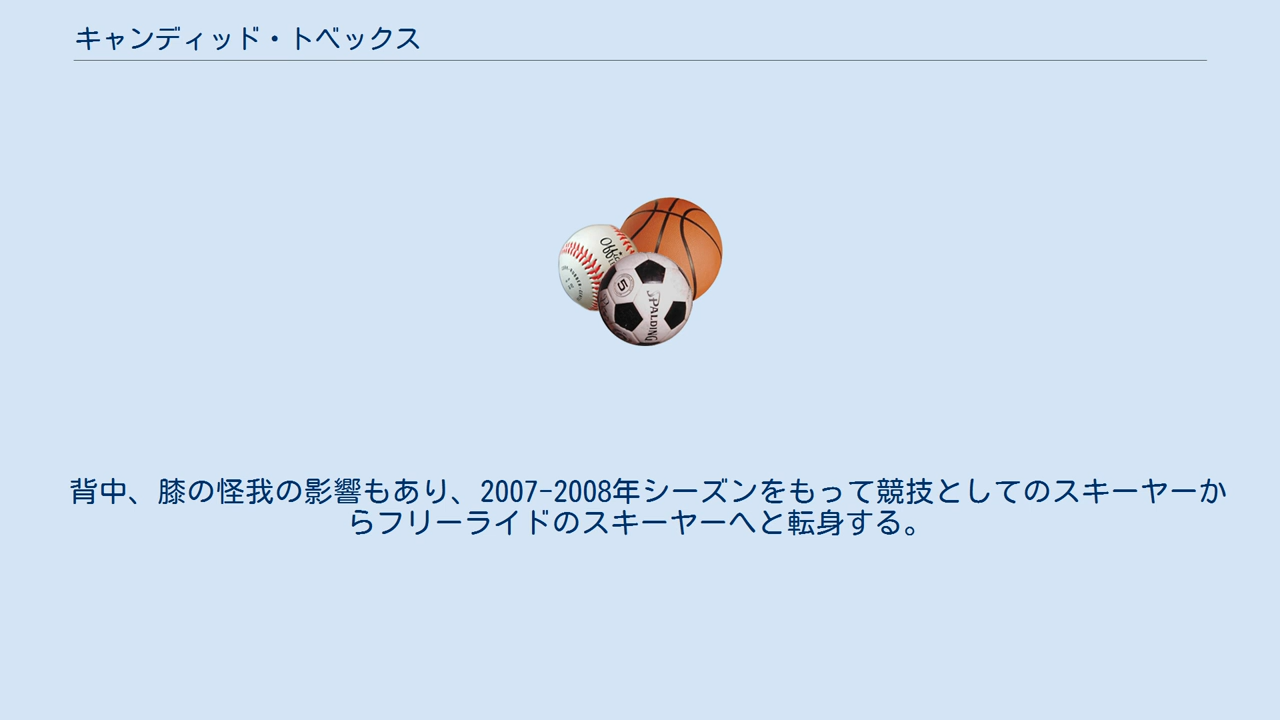 キャンディッド・トベックス
Offic
5
SPALDING
背中、膝の怪我の影響もあり、2007-2008年シーズンをもって競技としてのスキーヤーか
らフリーライドのスキーヤーへと転身する。